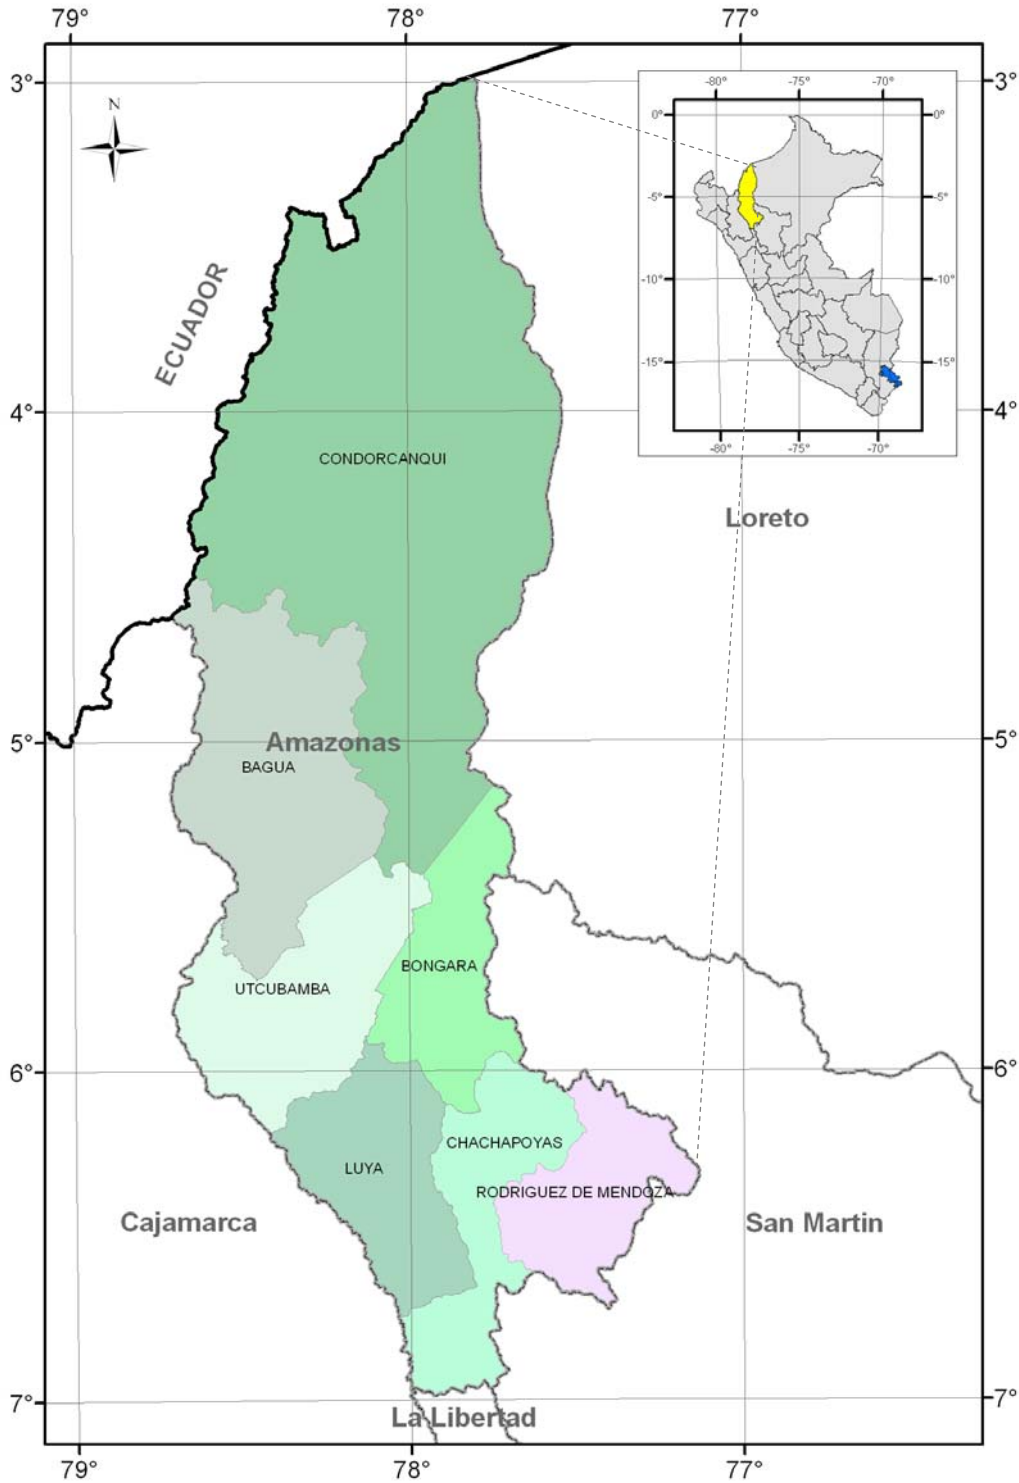 79° 78° 77°
3° 3°
N
-80° -75° -70°
0° 0°
-5° -5°
-10° -10°
-15° -15°
-80° -75° -70°
ECUADOR
4° 4°
CONDORCANQUI
Loreto
5° 5°
Amazonas
BAGUA
BONGARA
UTCUBAMBA
6° 6°
CHACHAPOYAS
LUYA
RODRIGUEZ DE MENDOZA
Cajamarca
San Martin
7° 7°
La Libertad
79° 78° 77°